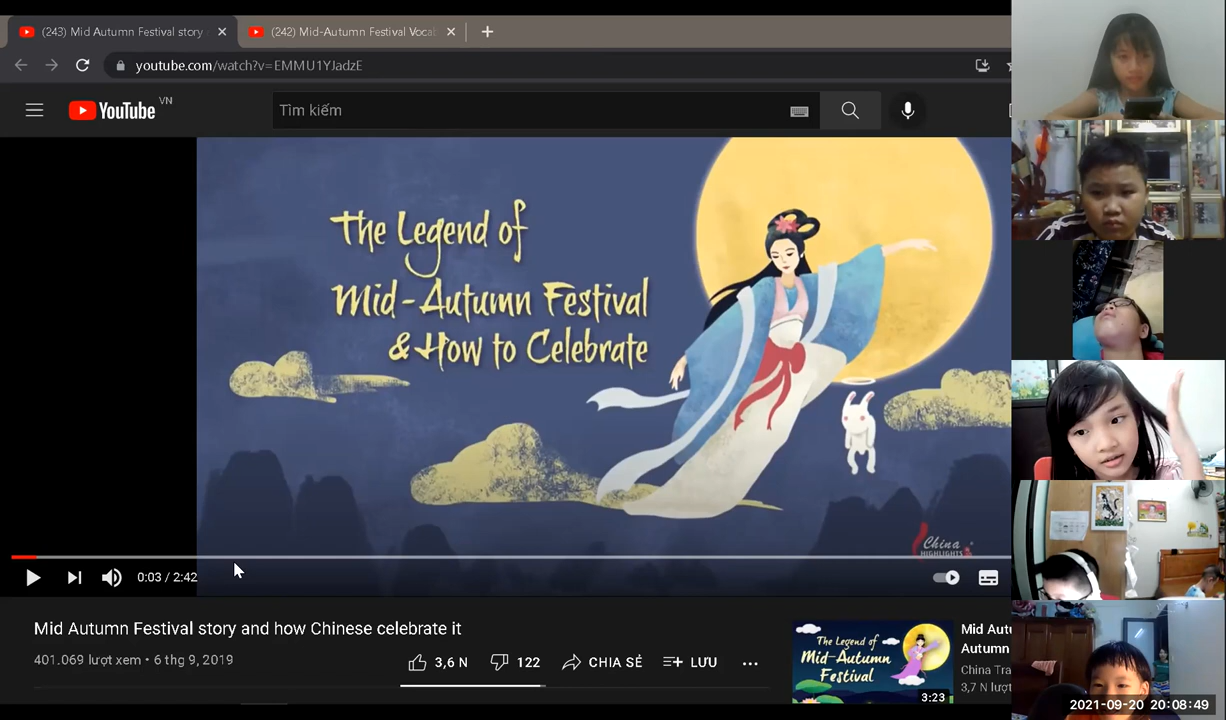 (243) Mid Autumn Festival story
(242) Mid-Autumn Festival Vocab
youtube.com/watch?v=EMMU1YJadzE
YouTube VN
Tìm kiếm
The Legend of
Mid-Autumn Festival
& How to Celebrate
China
HIGHLIGHTS
0:03 / 2:42
Mid Autumn Festival story and how Chinese celebrate it
401.069 lượt xem • 6 thg 9, 2019
3,6 N
122
CHIA SẺ
LƯU
The Legend of
Mid-Autumn
Festival
3:23
Mid Aut
Autumn
China Tra
3,7 N lượt
2021-09-20 20:08:49